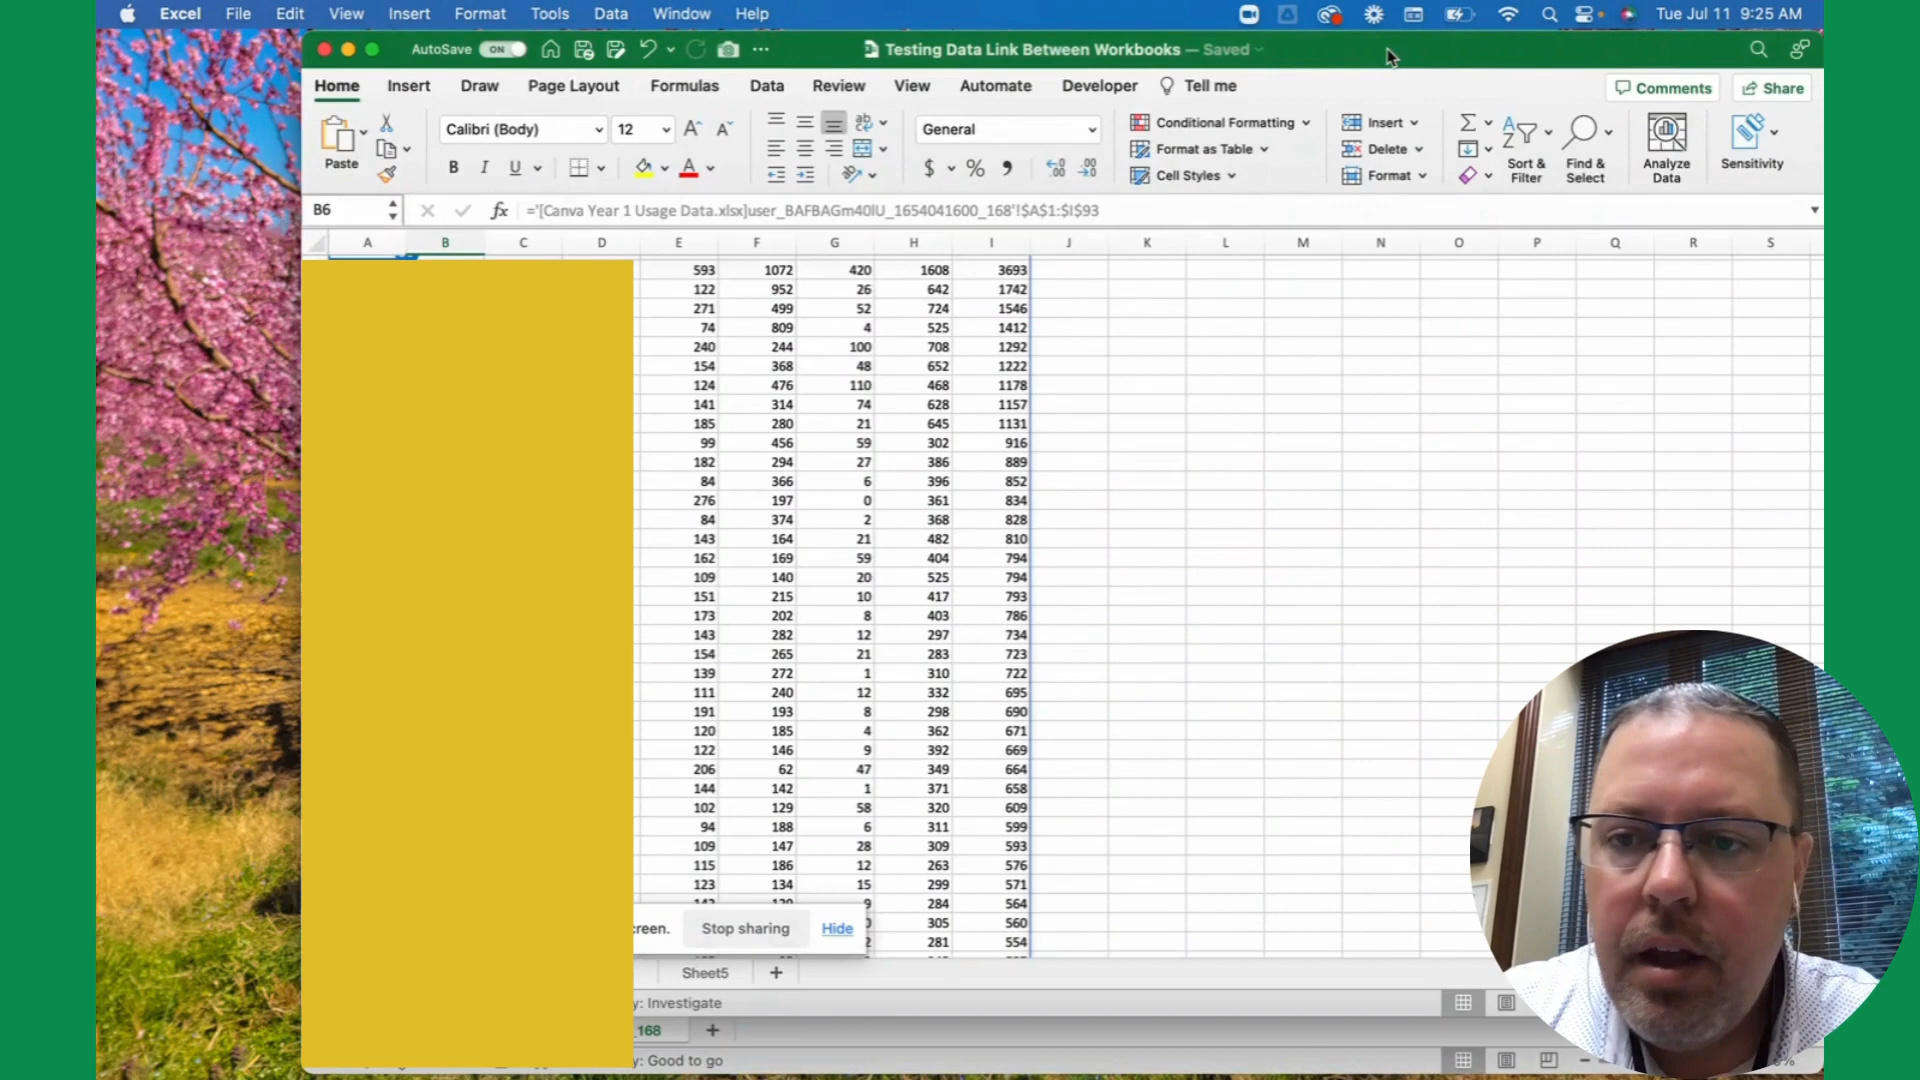 Excel File Edit View Insert Format Tools Data Window Help Tue Jul 11 9:25 AM
AutoSave ON Testing Data Link Between Workbooks — Saved
Home Insert Draw Page Layout Formulas Data Review View Automate Developer Tell me Comments Share
Paste Calibri (Body) 12 General Conditional Formatting Insert
Format as Table Delete
B I U $ % Cell Styles Format
Sort & Filter Find & Select Analyze Data Sensitivity
B6 fx ='[Canva Year 1 Usage Data.xlsx]user_BAFBAGm40lU_1654041600_168'!$A$1:$I$93
A B C D E F G H I J K L M N O P Q R S
593 1072 420 1608 3693
122 952 26 642 1742
271 499 52 724 1546
74 809 4 525 1412
240 244 100 708 1292
154 368 48 652 1222
124 476 110 468 1178
141 314 74 628 1157
185 280 21 645 1131
99 456 59 302 916
182 294 27 386 889
84 366 6 396 852
276 197 0 361 834
84 374 2 368 828
143 164 21 482 810
162 169 59 404 794
109 140 20 525 794
151 215 10 417 793
173 202 8 403 786
143 282 12 297 734
154 265 21 283 723
139 272 1 310 722
111 240 12 332 695
191 193 8 298 690
120 185 4 362 671
122 146 9 392 669
206 62 47 349 664
144 142 1 371 658
102 129 58 320 609
94 188 6 311 599
109 147 28 309 593
115 186 12 263 576
123 134 15 299 571
9 284 564
creen. Stop sharing Hide 305 560
281 554
Sheet5 +
y: Investigate
_168 +
y: Good to go